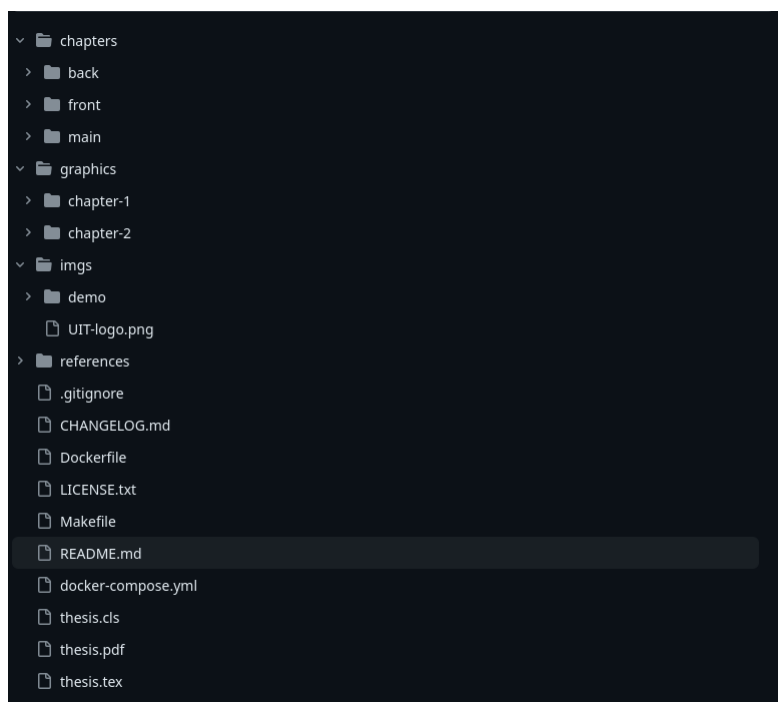 chapters
back
front
main
graphics
chapter-1
chapter-2
imgs
demo
UIT-logo.png
references
.gitignore
CHANGELOG.md
Dockerfile
LICENSE.txt
Makefile
README.md
docker-compose.yml
thesis.cls
thesis.pdf
thesis.tex